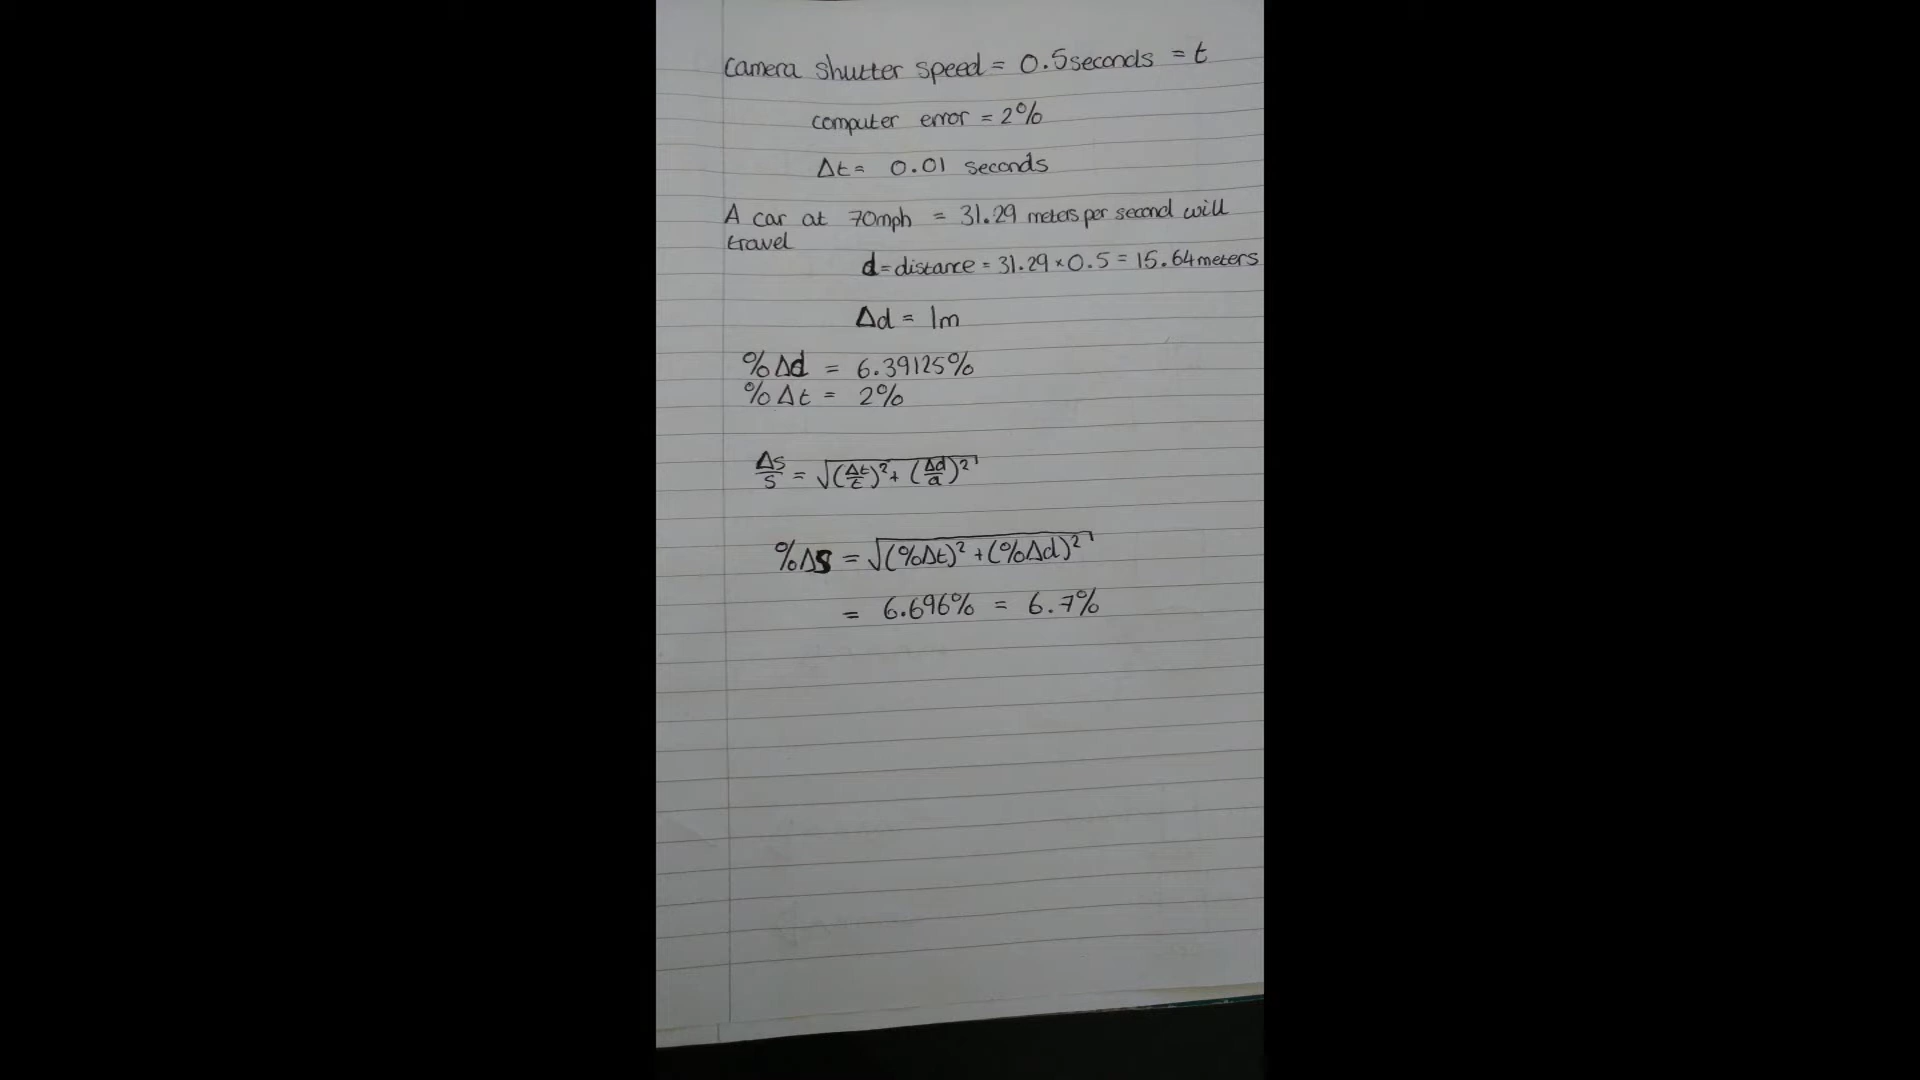 camera shutter speed = 0.5seconds = t
computer error = 2%
Δt = 0.01 seconds
A car at 70mph = 31.29 meters per second will
travel
d = distance = 31.29 × 0.5 = 15.64 meters
Δd = 1m
%Δd = 6.39125%
%Δt = 2%
Δs/s = √(Δt/t)² + (Δd/d)²
%Δs = √(%Δt)² + (%Δd)²
= 6.696% = 6.7%